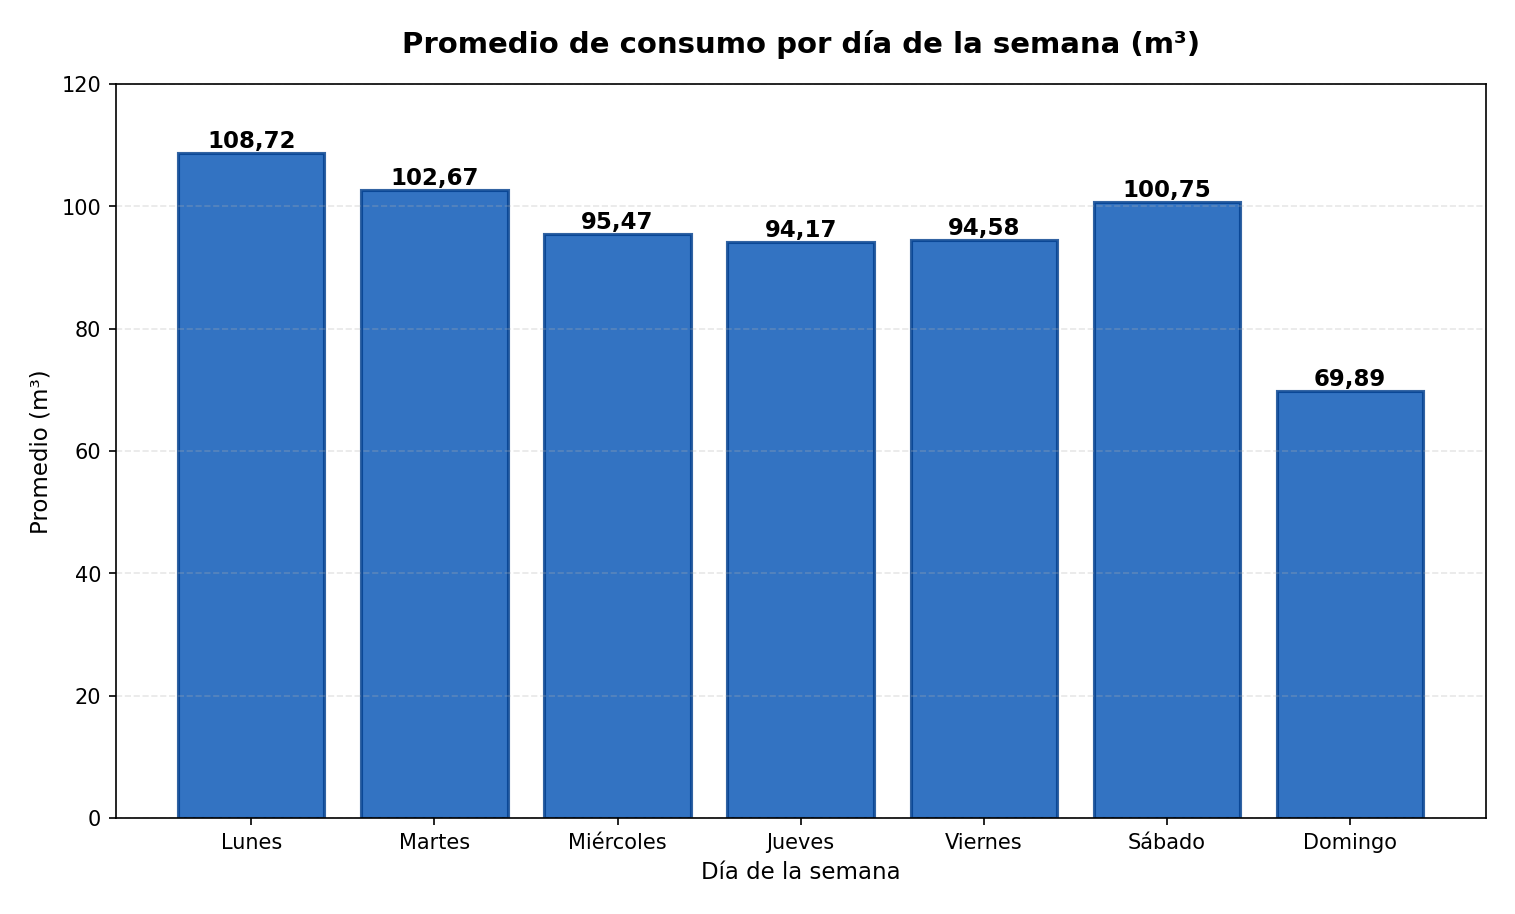 Promedio de consumo por día de la semana (m³)
120
100
80
60
40
20
0
Promedio (m³)
108,72
102,67
95,47
94,17
94,58
100,75
69,89
Lunes
Martes
Miércoles
Jueves
Viernes
Sábado
Domingo
Día de la semana